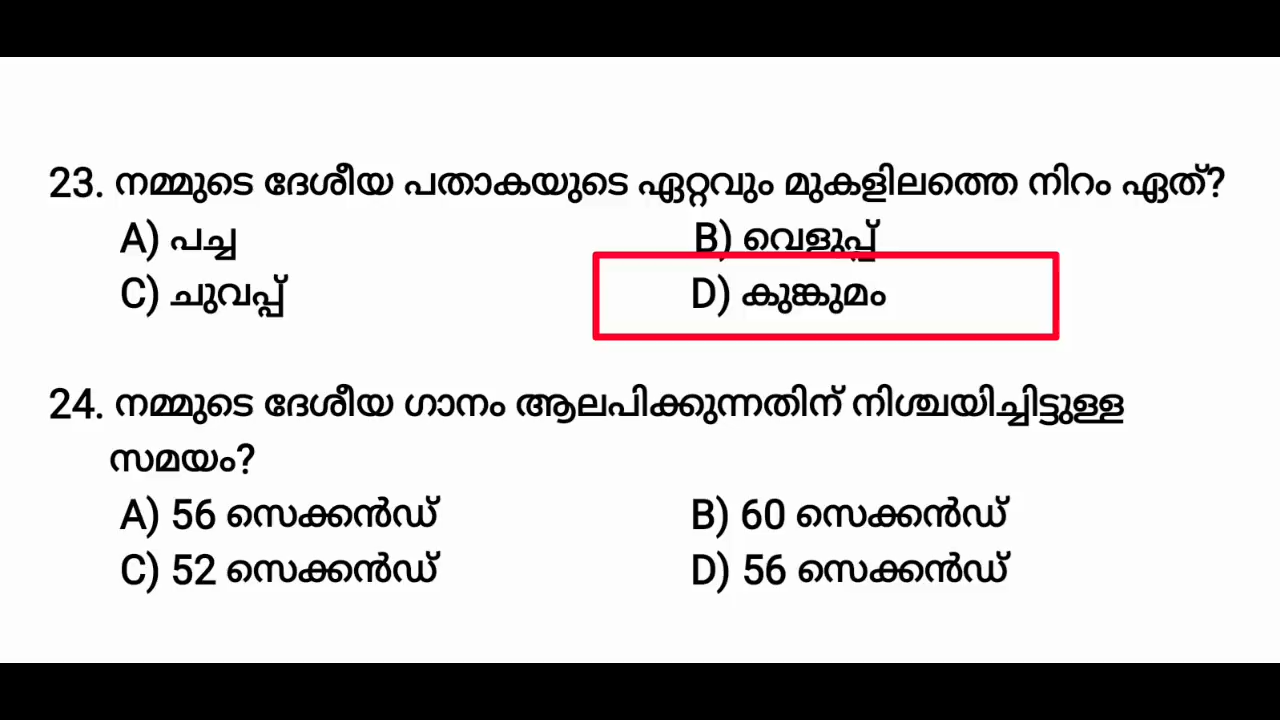 23. നമ്മുടെ ദേശീയ പതാകയുടെ ഏറ്റവും മുകളിലത്തെ നിറം ഏത്?
A) പച്ച B) വെളുപ്പ്
C) ചുവപ്പ് D) കുങ്കുമം
24. നമ്മുടെ ദേശീയ ഗാനം ആലപിക്കുന്നതിന് നിശ്ചയിച്ചിട്ടുള്ള
സമയം?
A) 56 സെക്കൻഡ് B) 60 സെക്കൻഡ്
C) 52 സെക്കൻഡ് D) 56 സെക്കൻഡ്